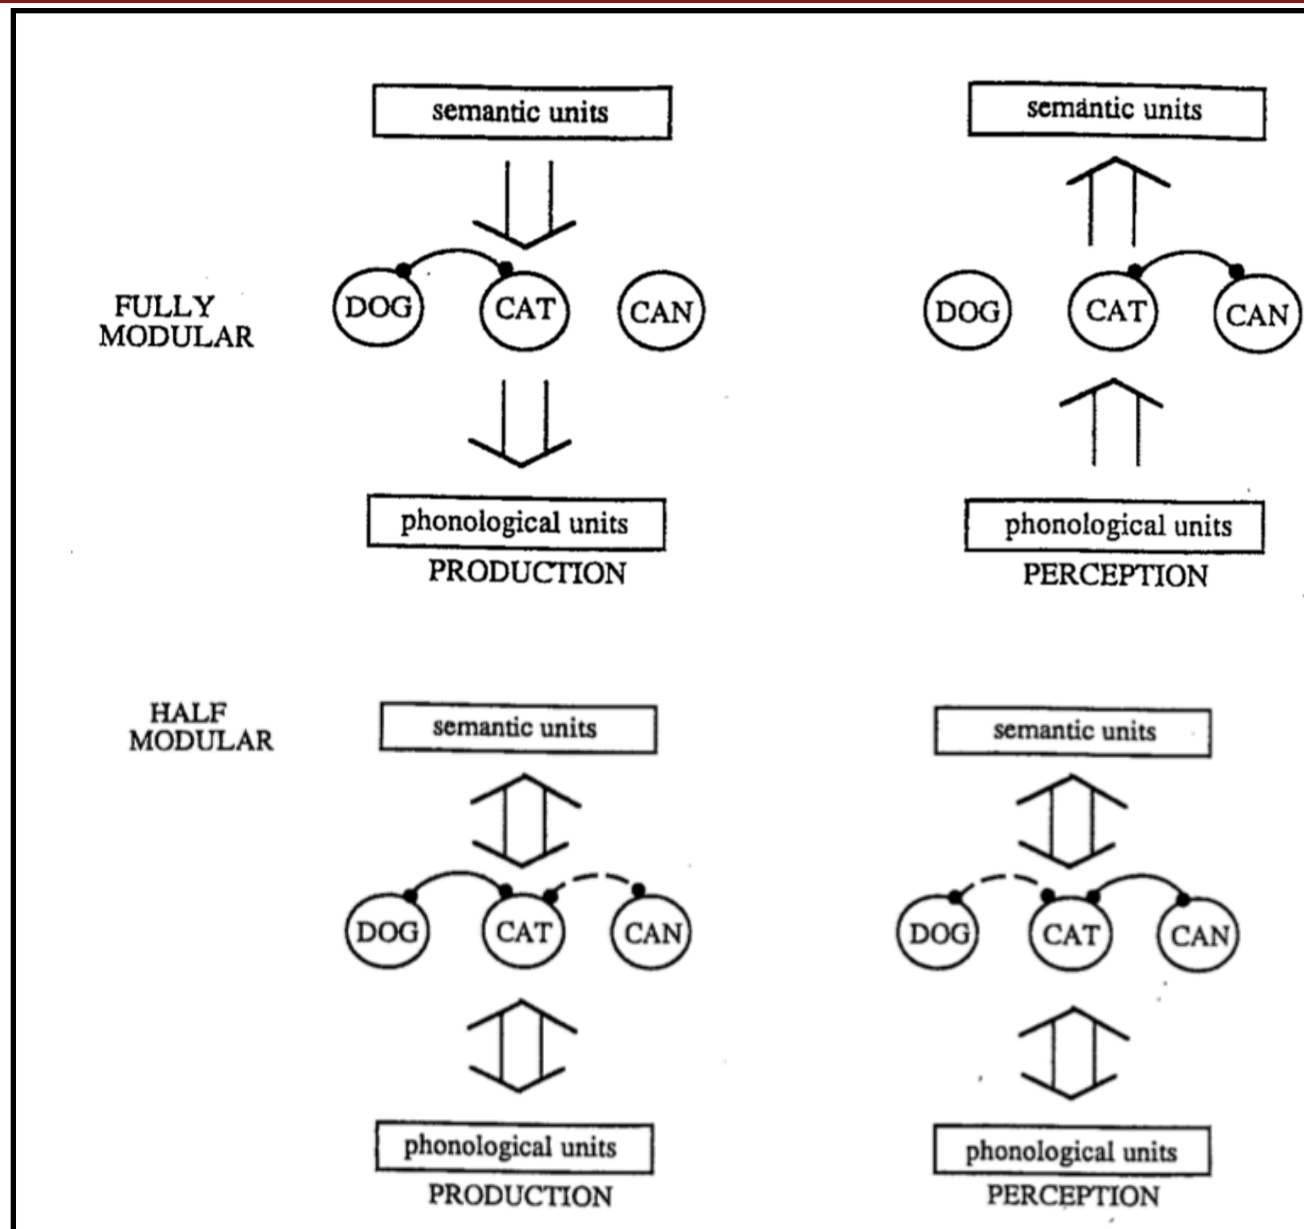 semantic units
semantic units
FULLY
MODULAR
DOG
CAT
CAN
DOG
CAT
CAN
phonological units
phonological units
PRODUCTION
PERCEPTION
HALF
MODULAR
semantic units
semantic units
DOG
CAT
CAN
DOG
CAT
CAN
phonological units
phonological units
PRODUCTION
PERCEPTION